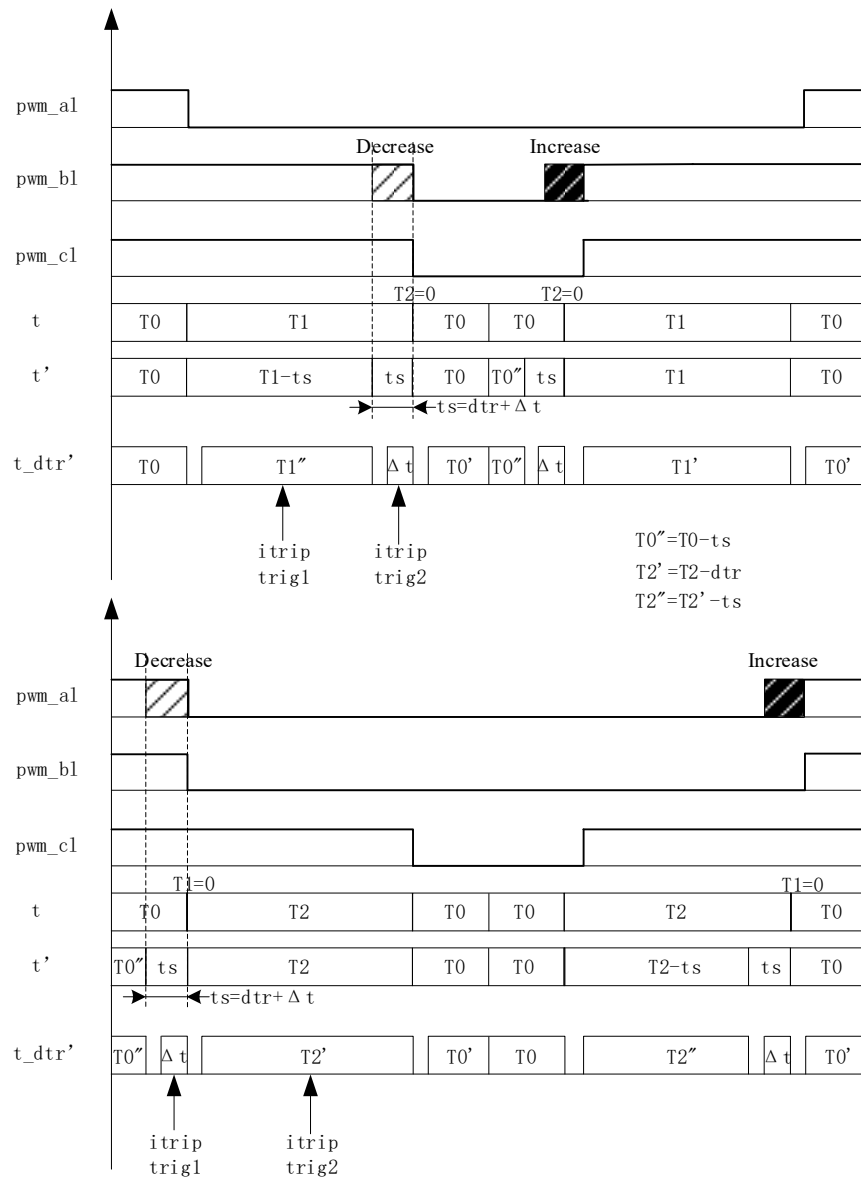 pwm_al
Decrease Increase
pwm_bl
pwm_cl
T2=0 T2=0
t T0 T1 T0 T0 T1 T0
t' T0 T1-ts ts T0 T0″ ts T1 T0
ts=dtr+Δt
t_dtr' T0 T1″ Δt T0' T0″ Δt T1' T0'
itrip itrip
trig1 trig2
T0″=T0-ts
T2'=T2-dtr
T2″=T2'-ts
Decrease Increase
pwm_al
pwm_bl
pwm_cl
T1=0 T1=0
t T0 T2 T0 T0 T2 T0
t' T0″ ts T2 T0 T0 T2-ts ts T0
ts=dtr+Δt
t_dtr' T0″ Δt T2' T0' T0 T2″ Δt T0'
itrip itrip
trig1 trig2